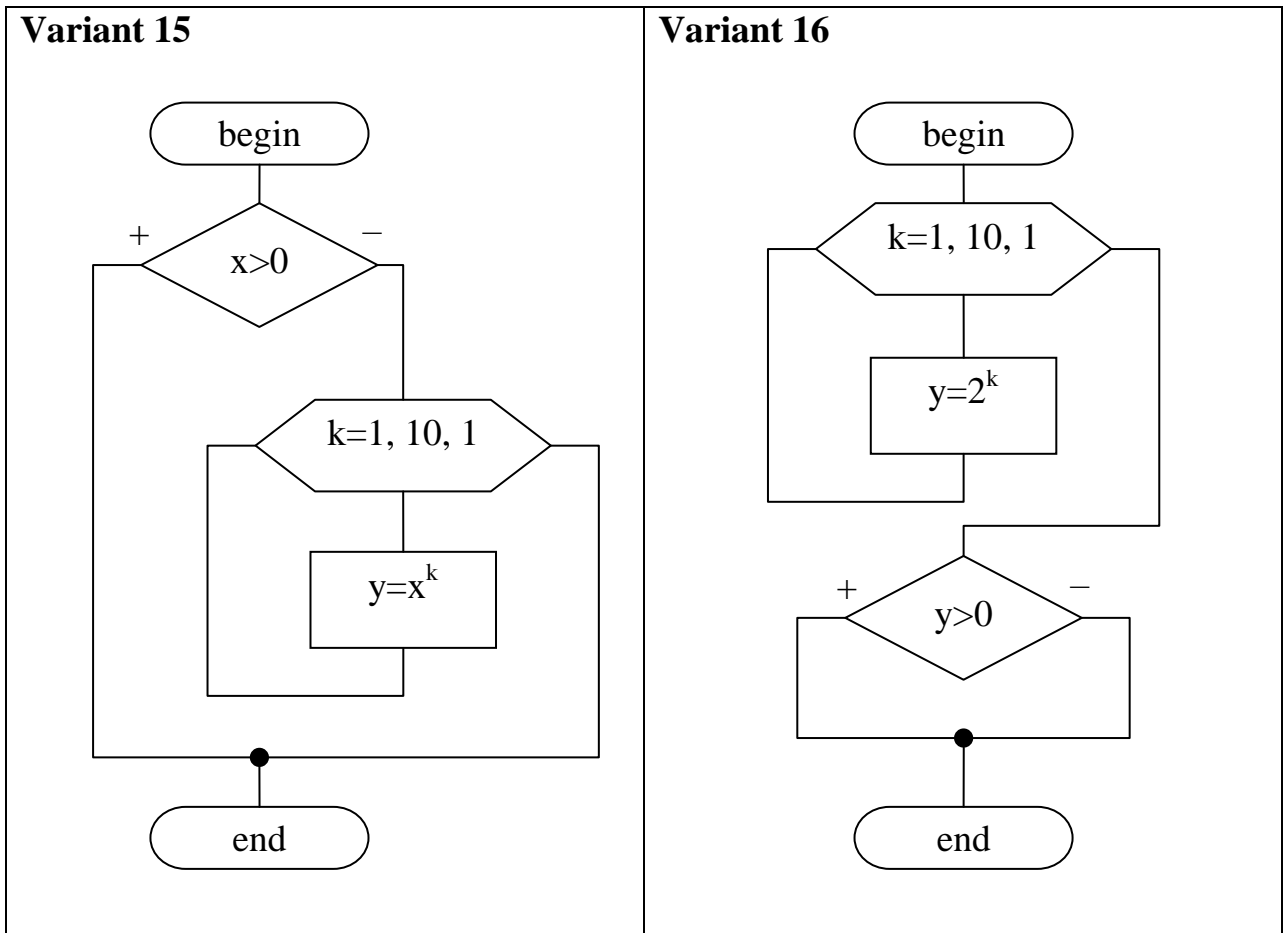 Variant 15
begin
+
−
x>0
k=1, 10, 1
y=x^k
end
Variant 16
begin
k=1, 10, 1
y=2^k
+
−
y>0
end